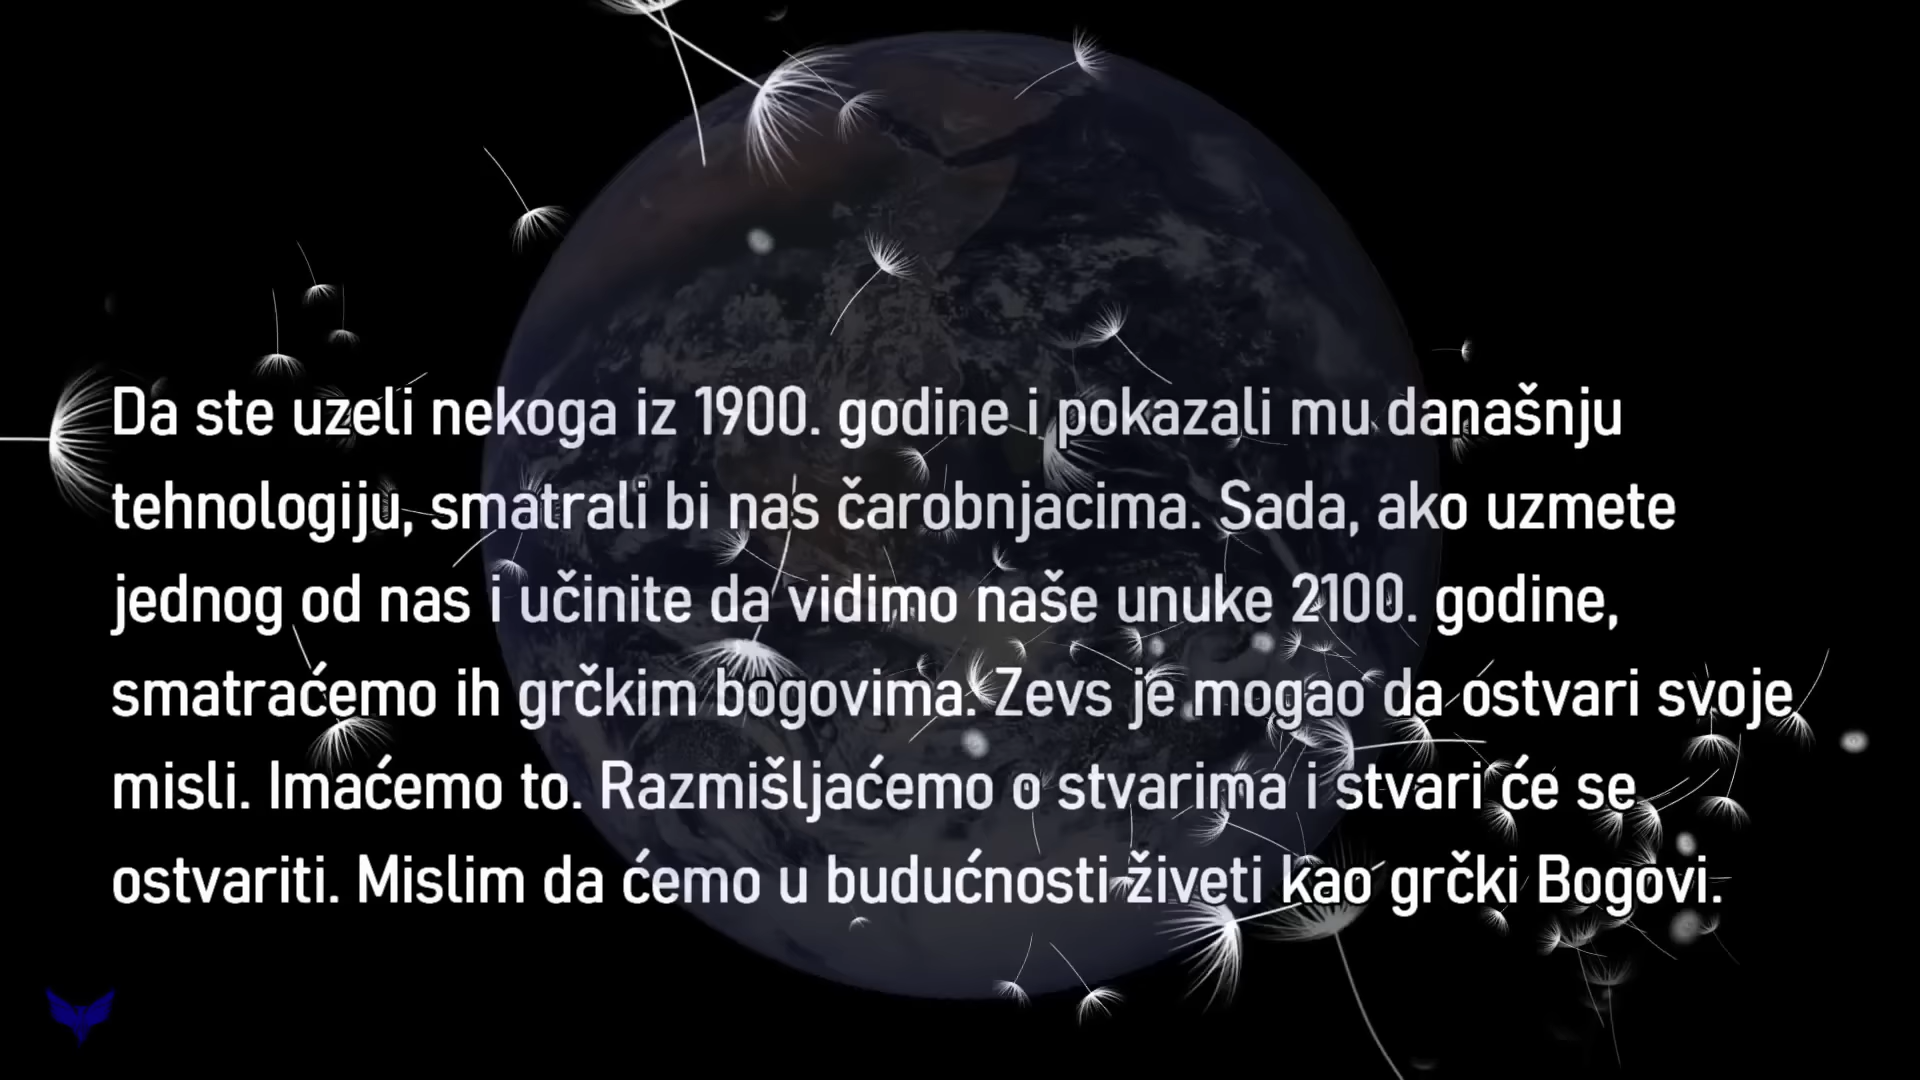 Da ste uzeli nekoga iz 1900. godine i pokazali mu današnju
tehnologiju, smatrali bi nas čarobnjacima. Sada, ako uzmete
jednog od nas i učinite da vidimo naše unuke 2100. godine,
smatraćemo ih grčkim bogovima. Zevs je mogao da ostvari svoje
misli. Imaćemo to. Razmišljaćemo o stvarima i stvari će se
ostvariti. Mislim da ćemo u budućnosti živeti kao grčki Bogovi.